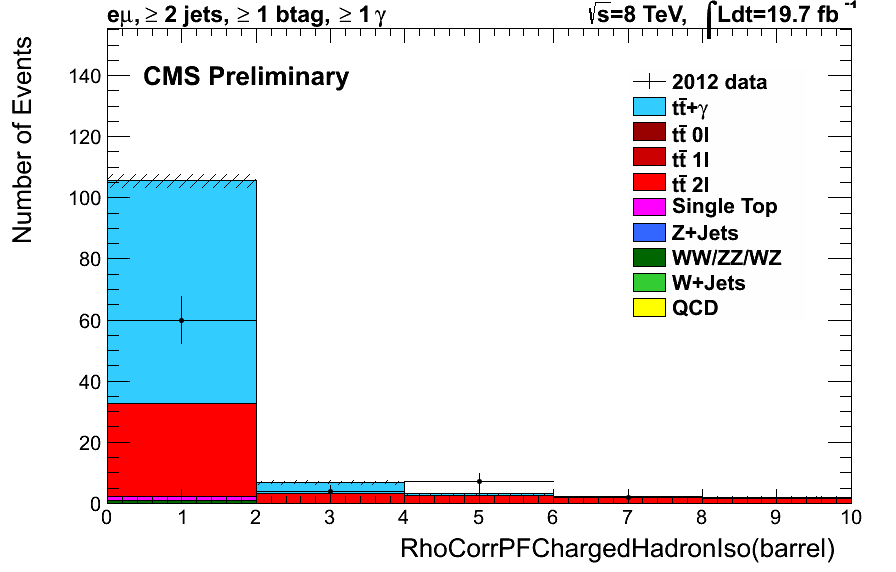 eμ, ≥ 2 jets, ≥ 1 btag, ≥ 1 γ
√s=8 TeV, ∫Ldt=19.7 fb⁻¹
CMS Preliminary
2012 data
tt̄+γ
tt̄ 0l
tt̄ 1l
tt̄ 2l
Single Top
Z+Jets
WW/ZZ/WZ
W+Jets
QCD
Number of Events
140
120
100
80
60
40
20
0
0 1 2 3 4 5 6 7 8 9 10
RhoCorrPFChargedHadronIso(barrel)